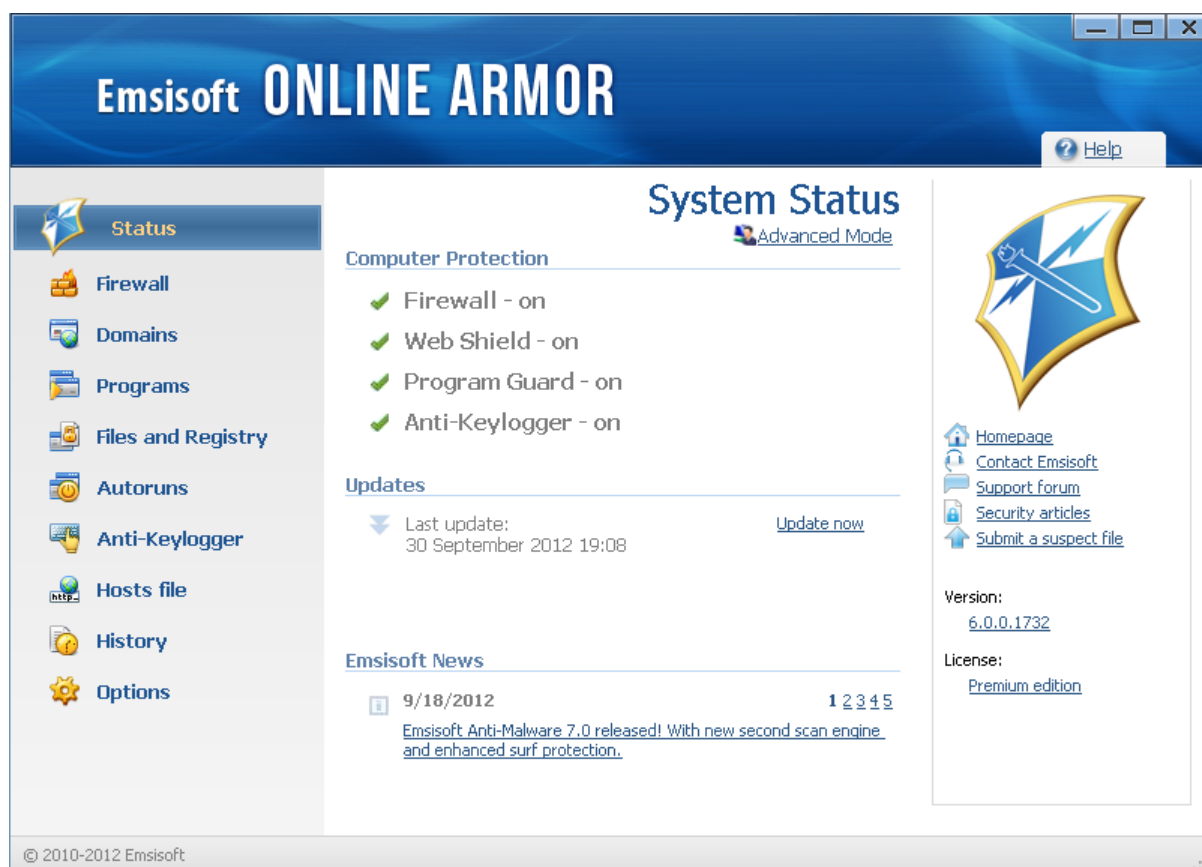 Emsisoft ONLINE ARMOR
Help
Status
Firewall
Domains
Programs
Files and Registry
Autoruns
Anti-Keylogger
http..
Hosts file
History
Options
System Status
Advanced Mode
Computer Protection
Firewall - on
Web Shield - on
Program Guard - on
Anti-Keylogger - on
Updates
Last update:
30 September 2012 19:08
Update now
Emsisoft News
9/18/2012
1 2 3 4 5
Emsisoft Anti-Malware 7.0 released! With new second scan engine
and enhanced surf protection.
Homepage
Contact Emsisoft
Support forum
Security articles
Submit a suspect file
Version:
6.0.0.1732
License:
Premium edition
© 2010-2012 Emsisoft